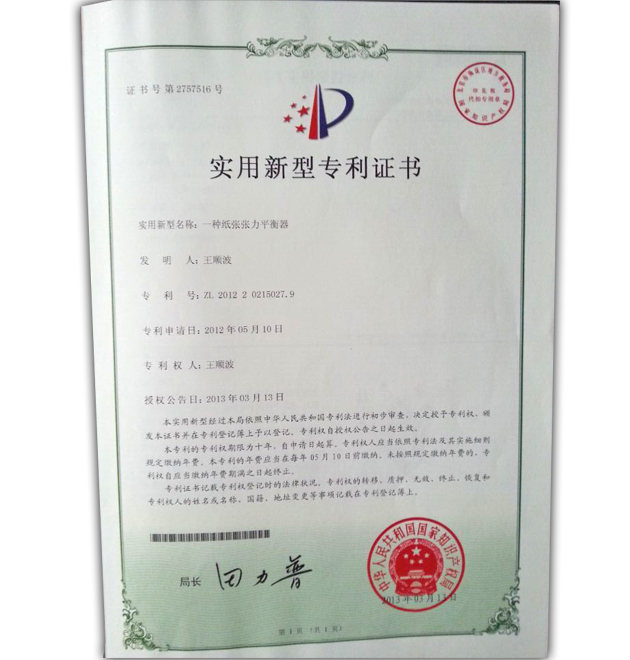 证书号第2757516号
实用新型专利证书
实用新型名称：一种纸张张力平衡器
发 明 人：王顺波
专 利 号：ZL 2012 2 0215027.9
专利申请日：2012年05月10日
专 利 权 人：王顺波
授权公告日：2013年03月13日
本实用新型经过本局依照中华人民共和国专利法进行初步审查，决定授予专利权，颁
发本证书并在专利登记簿上予以登记。专利权自授权公告之日起生效。
本专利的专利权期限为十年，自申请日起算。专利权人应当依照专利法及其实施细则
规定缴纳年费。本专利的年费应当在每年05月10日前缴纳。未按照规定缴纳年费的，专
利权自应当缴纳年费期满之日起终止。
专利证书记载专利权登记时的法律状况。专利权的转移、质押、无效、终止、恢复和
专利权人的姓名或名称、国籍、地址变更等事项记载在专利登记簿上。
局长 田力普
中华人民共和国国家知识产权局
2013年03月13日
第1页（共1页）